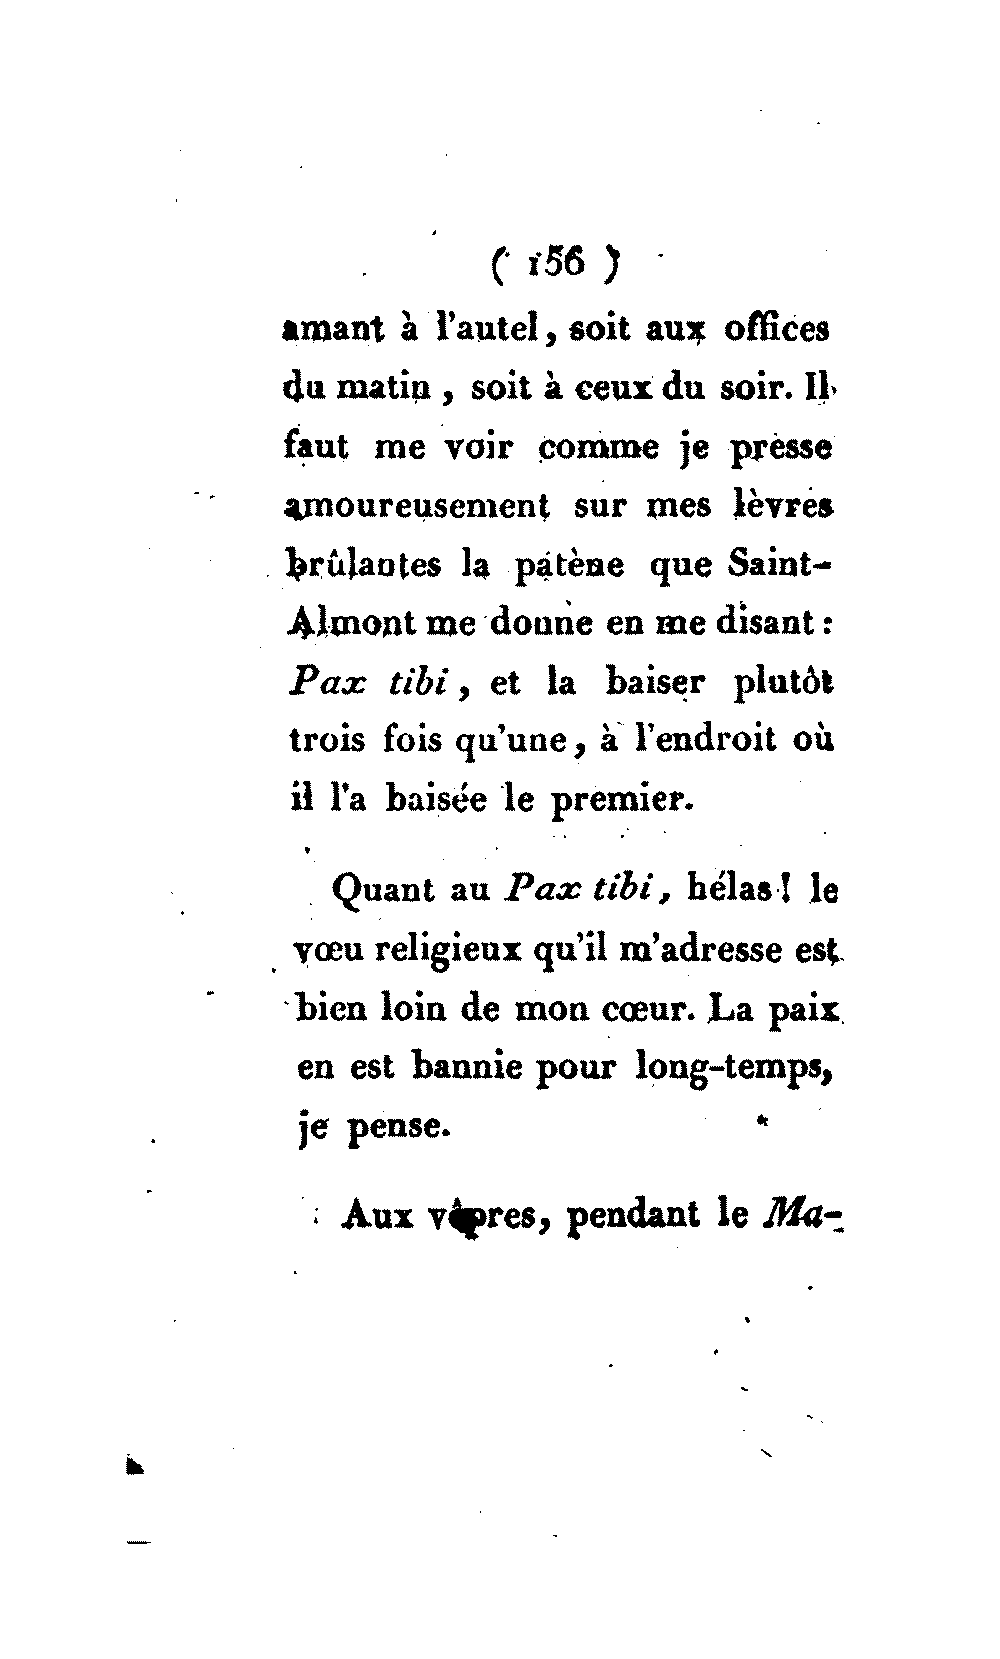 ( 156 )
amant à l'autel, soit aux offices
du matin, soit à ceux du soir. Il
faut me voir comme je presse
amoureusement sur mes lèvres
brûlantes la patène que Saint-
Almont me donne en me disant :
Pax tibi, et la baiser plutôt
trois fois qu'une, à l'endroit où
il l'a baisée le premier.
Quant au Pax tibi, hélas! le
vœu religieux qu'il m'adresse est
bien loin de mon cœur. La paix
en est bannie pour long-temps,
je pense.
Aux vêpres, pendant le Ma-